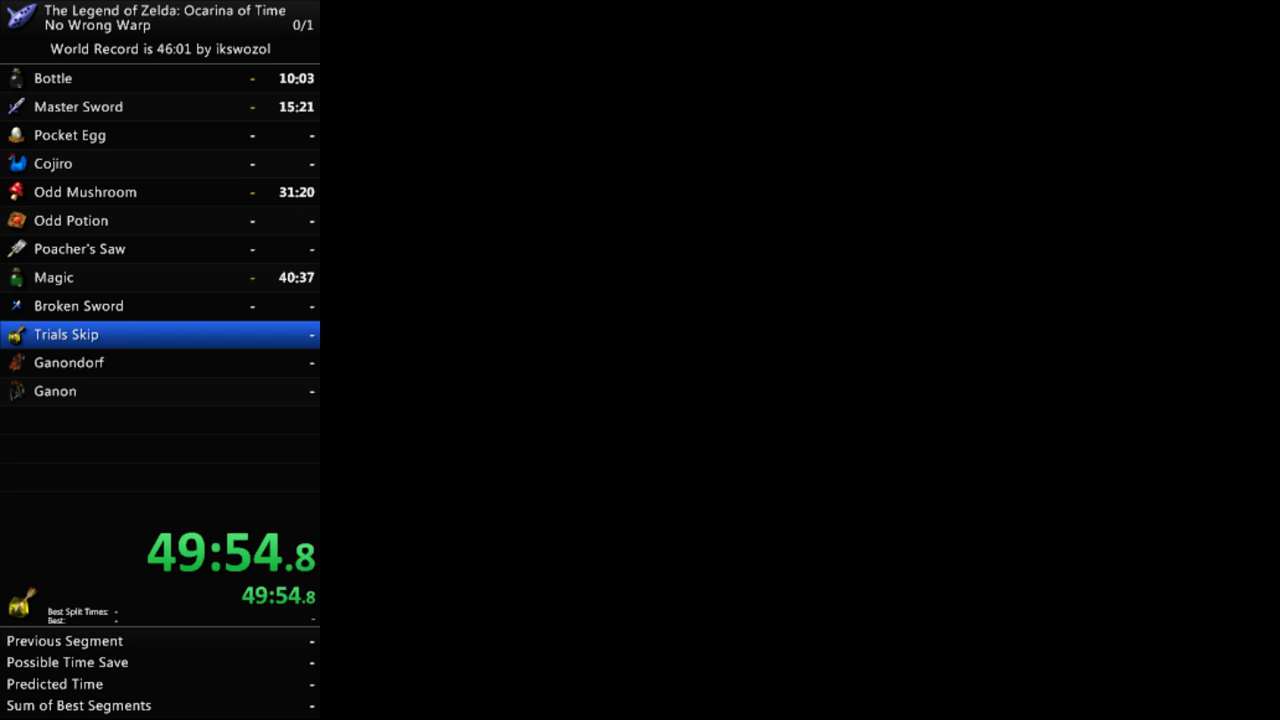 The Legend of Zelda: Ocarina of Time
No Wrong Warp 0/1
World Record is 46:01 by ikswozol
Bottle - 10:03
Master Sword - 15:21
Pocket Egg - -
Cojiro - -
Odd Mushroom - 31:20
Odd Potion - -
Poacher's Saw - -
Magic - 40:37
Broken Sword - -
Trials Skip -
Ganondorf -
Ganon -
49:54.8
49:54.8
Best Split Times: -
Best: - -
Previous Segment -
Possible Time Save -
Predicted Time -
Sum of Best Segments -